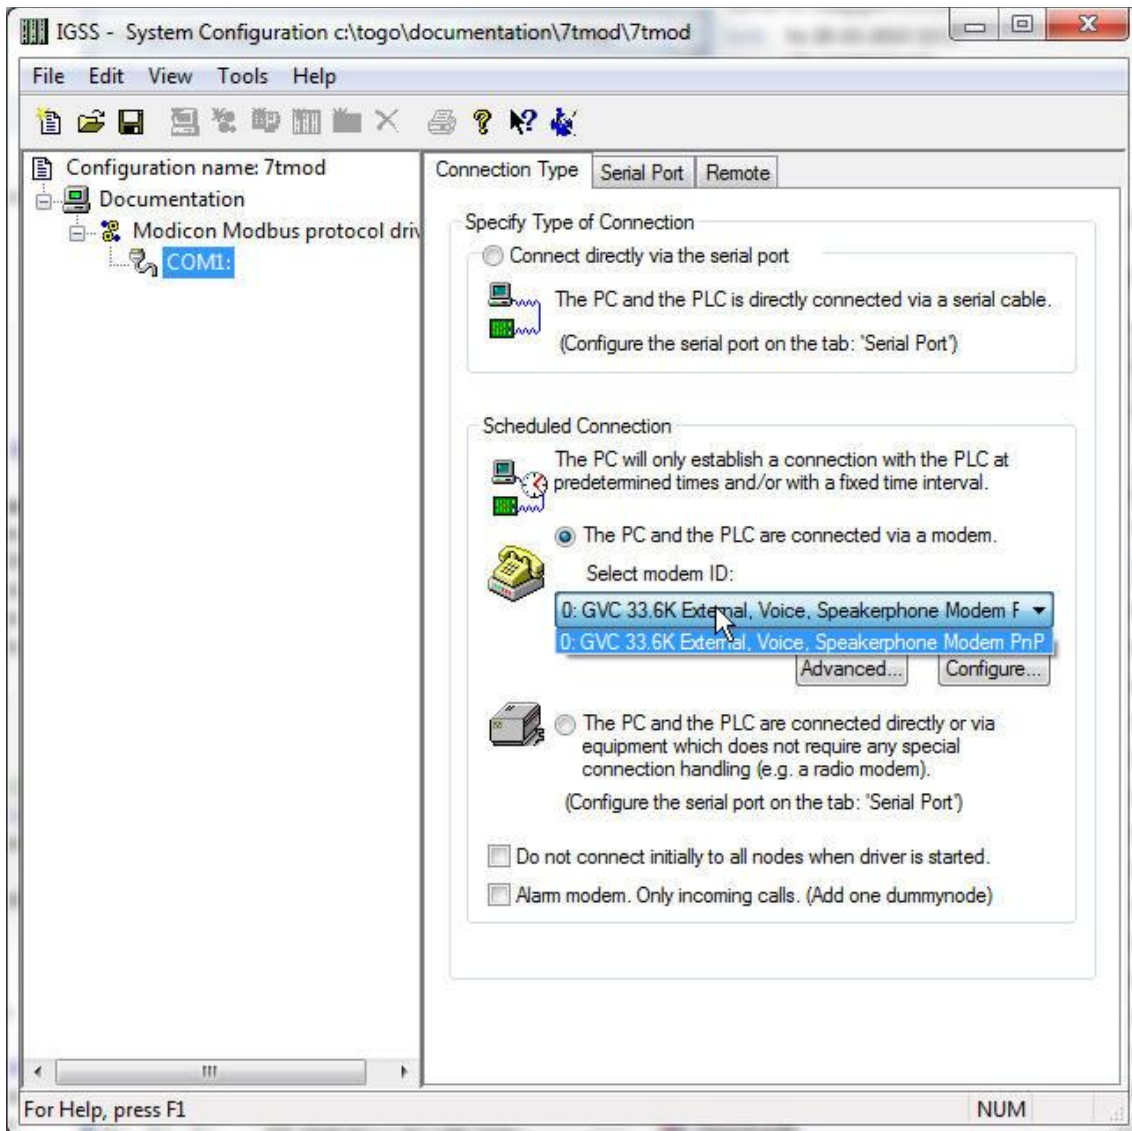 IGSS - System Configuration c:\togo\documentation\7tmod\7tmod
File Edit View Tools Help
Configuration name: 7tmod
Documentation
Modicon Modbus protocol driv
COM1:
Connection Type Serial Port Remote
Specify Type of Connection
Connect directly via the serial port
The PC and the PLC is directly connected via a serial cable.
(Configure the serial port on the tab: "Serial Port")
Scheduled Connection
The PC will only establish a connection with the PLC at
predetermined times and/or with a fixed time interval.
The PC and the PLC are connected via a modem.
Select modem ID:
0: GVC 33.6K External, Voice, Speakerphone Modem F
0: GVC 33.6K External, Voice, Speakerphone Modem PnP
Advanced... Configure...
The PC and the PLC are connected directly or via
equipment which does not require any special
connection handling (e.g. a radio modem).
(Configure the serial port on the tab: "Serial Port")
Do not connect initially to all nodes when driver is started.
Alarm modem. Only incoming calls. (Add one dummynode)
For Help, press F1
NUM